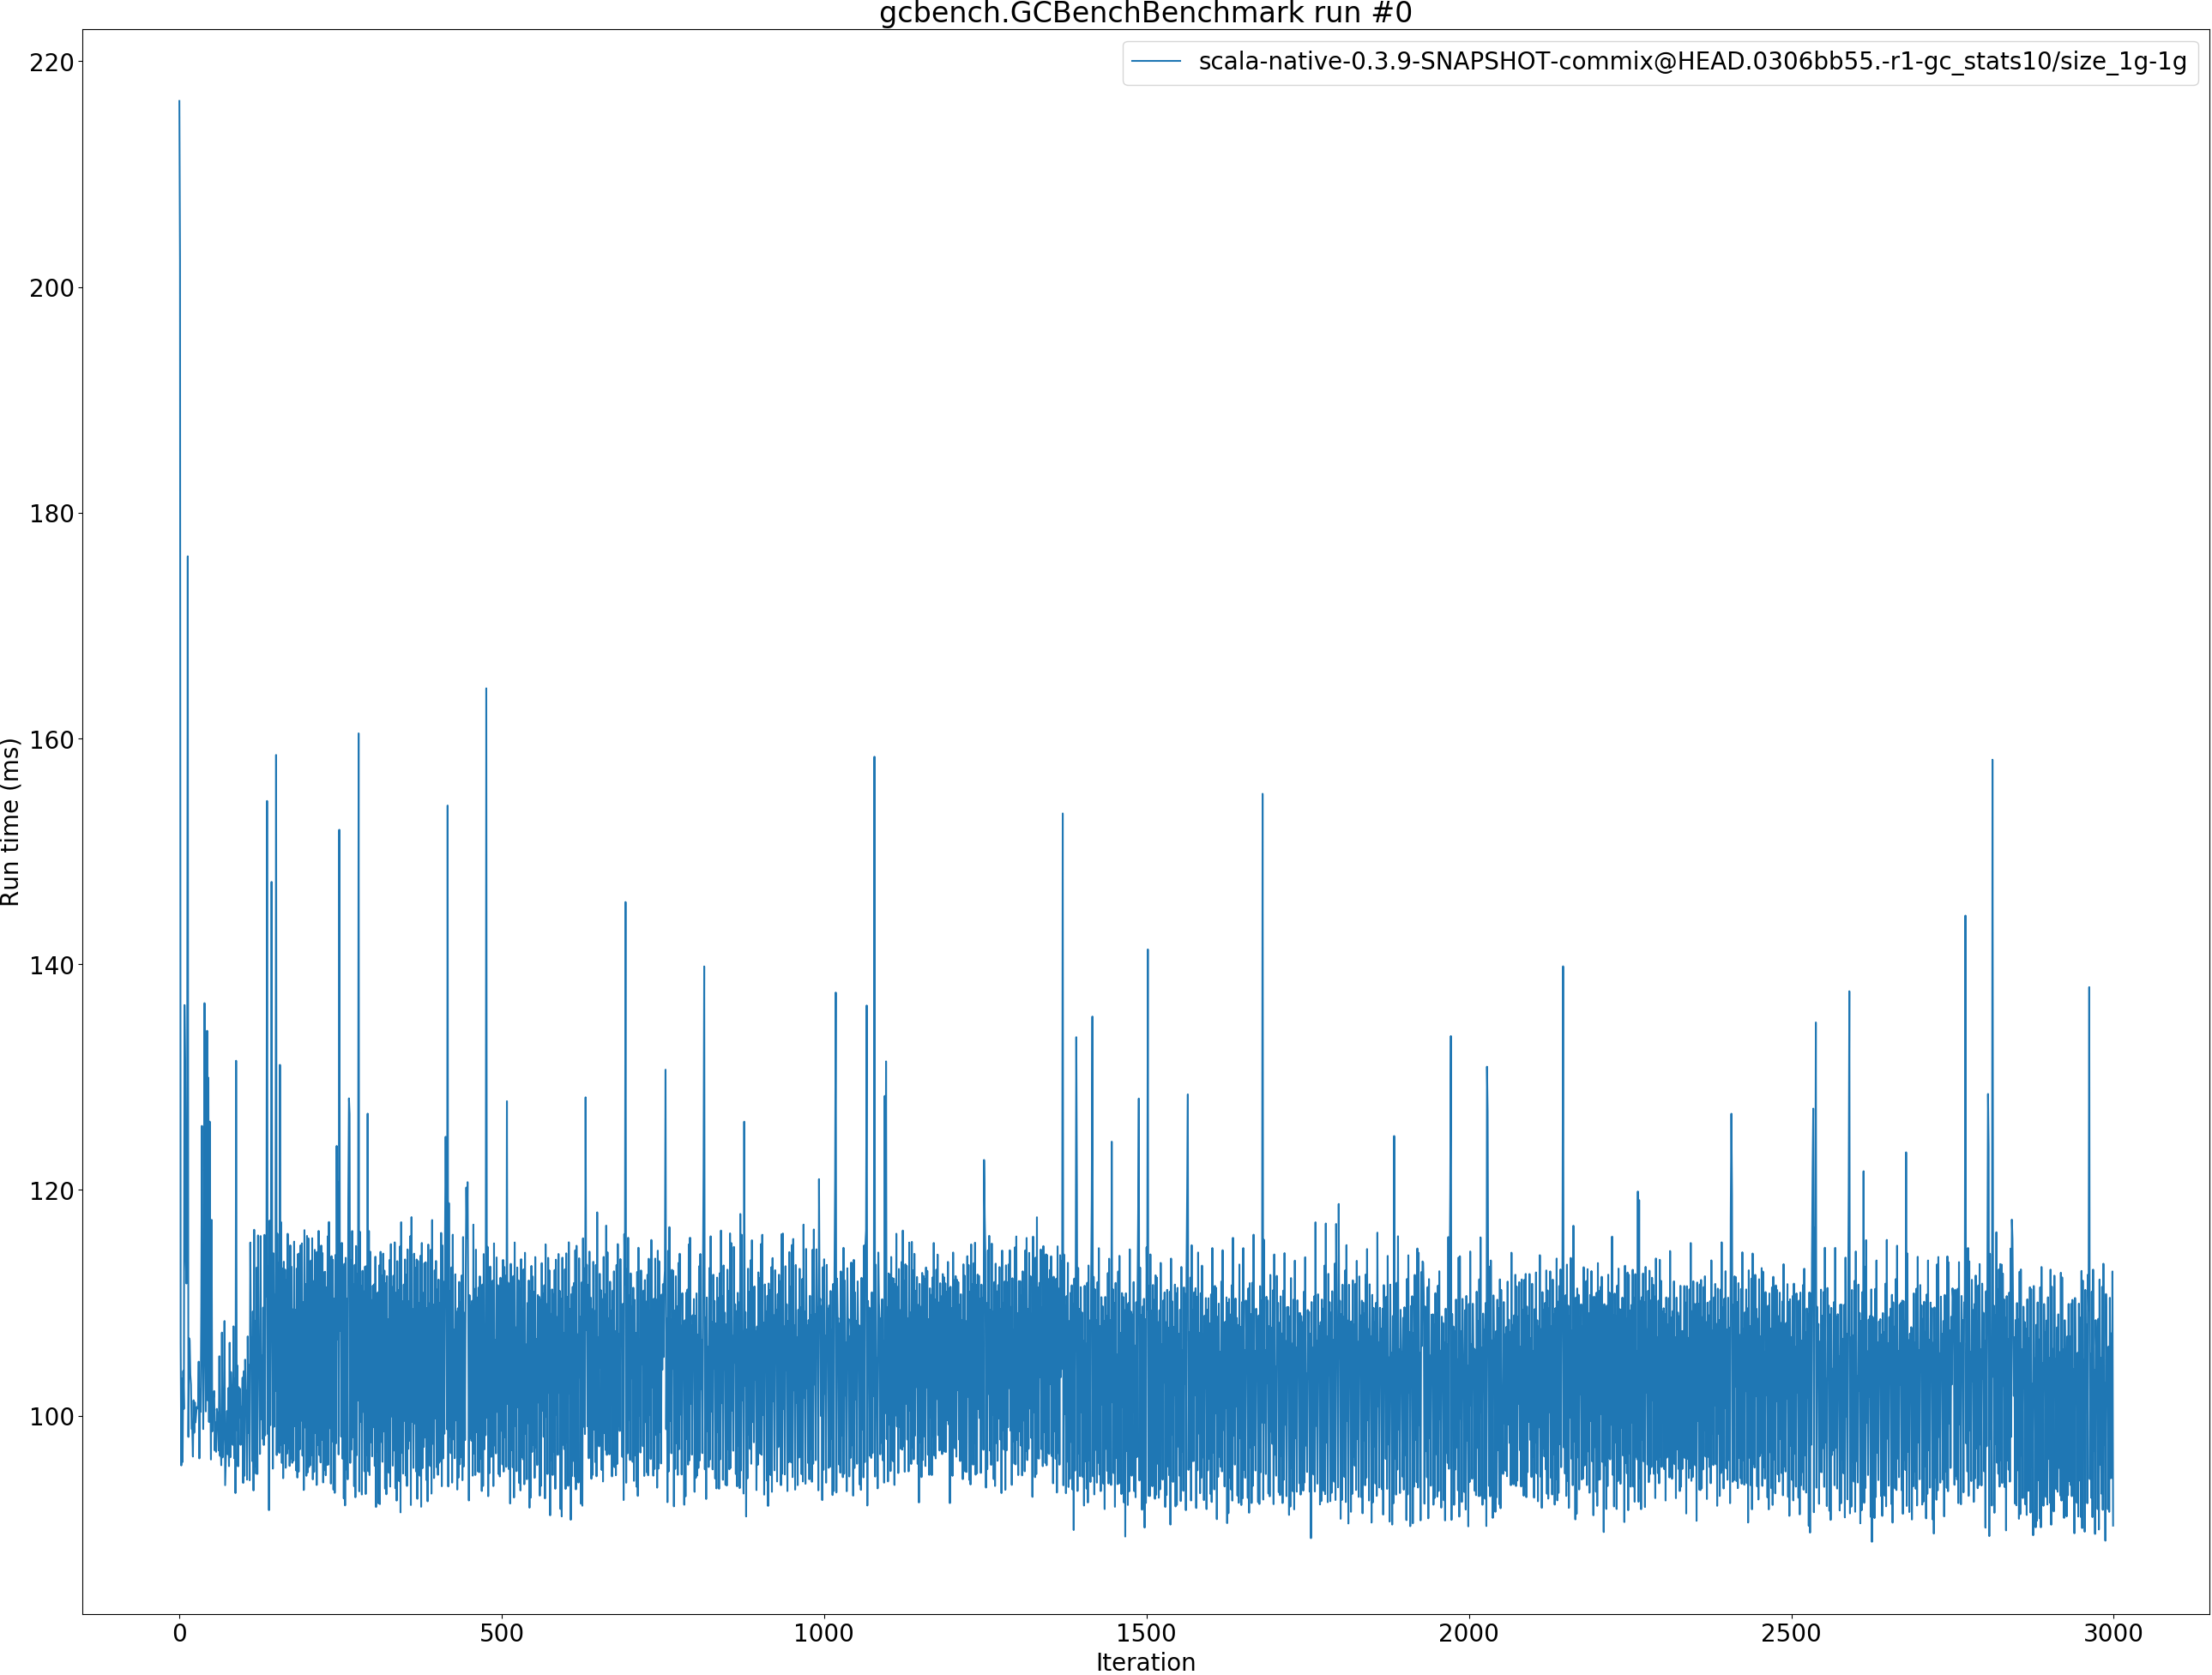 gcbench.GCBenchBenchmark run #0
scala-native-0.3.9-SNAPSHOT-commix@HEAD.0306bb55.-r1-gc_stats10/size_1g-1g
220
200
180
160
140
120
100
Run time (ms)
0 500 1000 1500 2000 2500 3000
Iteration